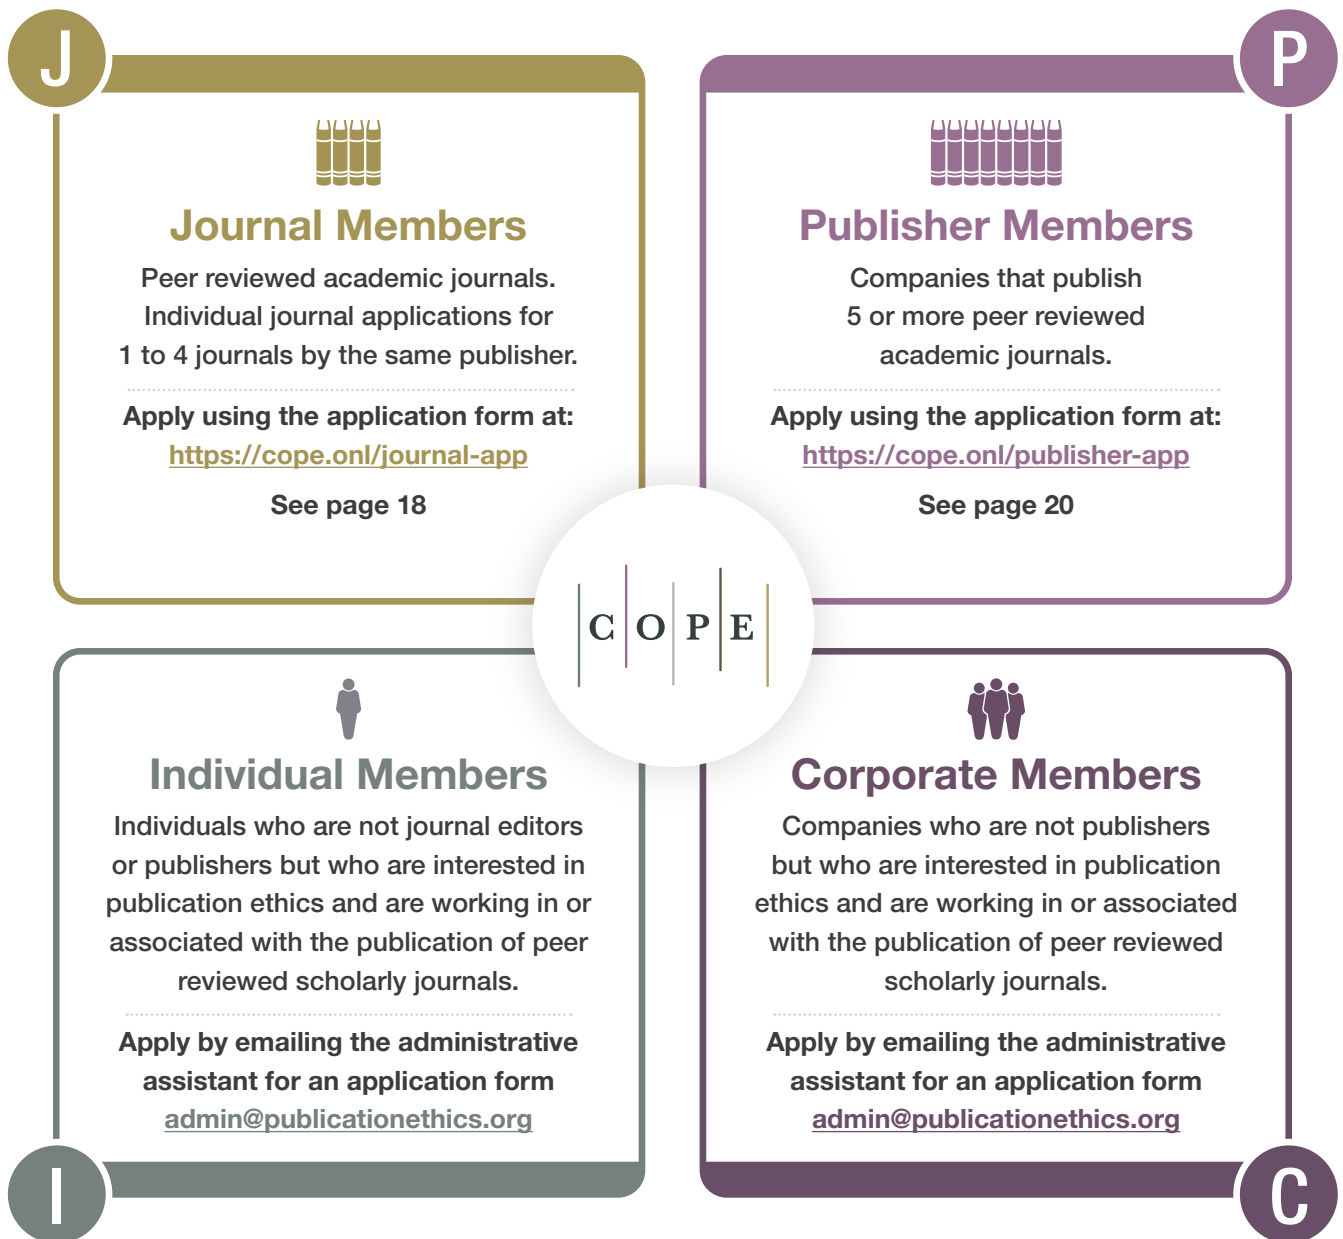 J
Journal Members
Peer reviewed academic journals.
Individual journal applications for
1 to 4 journals by the same publisher.
Apply using the application form at:
https://cope.onl/journal-app
See page 18
P
Publisher Members
Companies that publish
5 or more peer reviewed
academic journals.
Apply using the application form at:
https://cope.onl/publisher-app
See page 20
COPE
Individual Members
Individuals who are not journal editors
or publishers but who are interested in
publication ethics and are working in or
associated with the publication of peer
reviewed scholarly journals.
Apply by emailing the administrative
assistant for an application form
admin@publicationethics.org
I
Corporate Members
Companies who are not publishers
but who are interested in publication
ethics and are working in or associated
with the publication of peer reviewed
scholarly journals.
Apply by emailing the administrative
assistant for an application form
admin@publicationethics.org
C